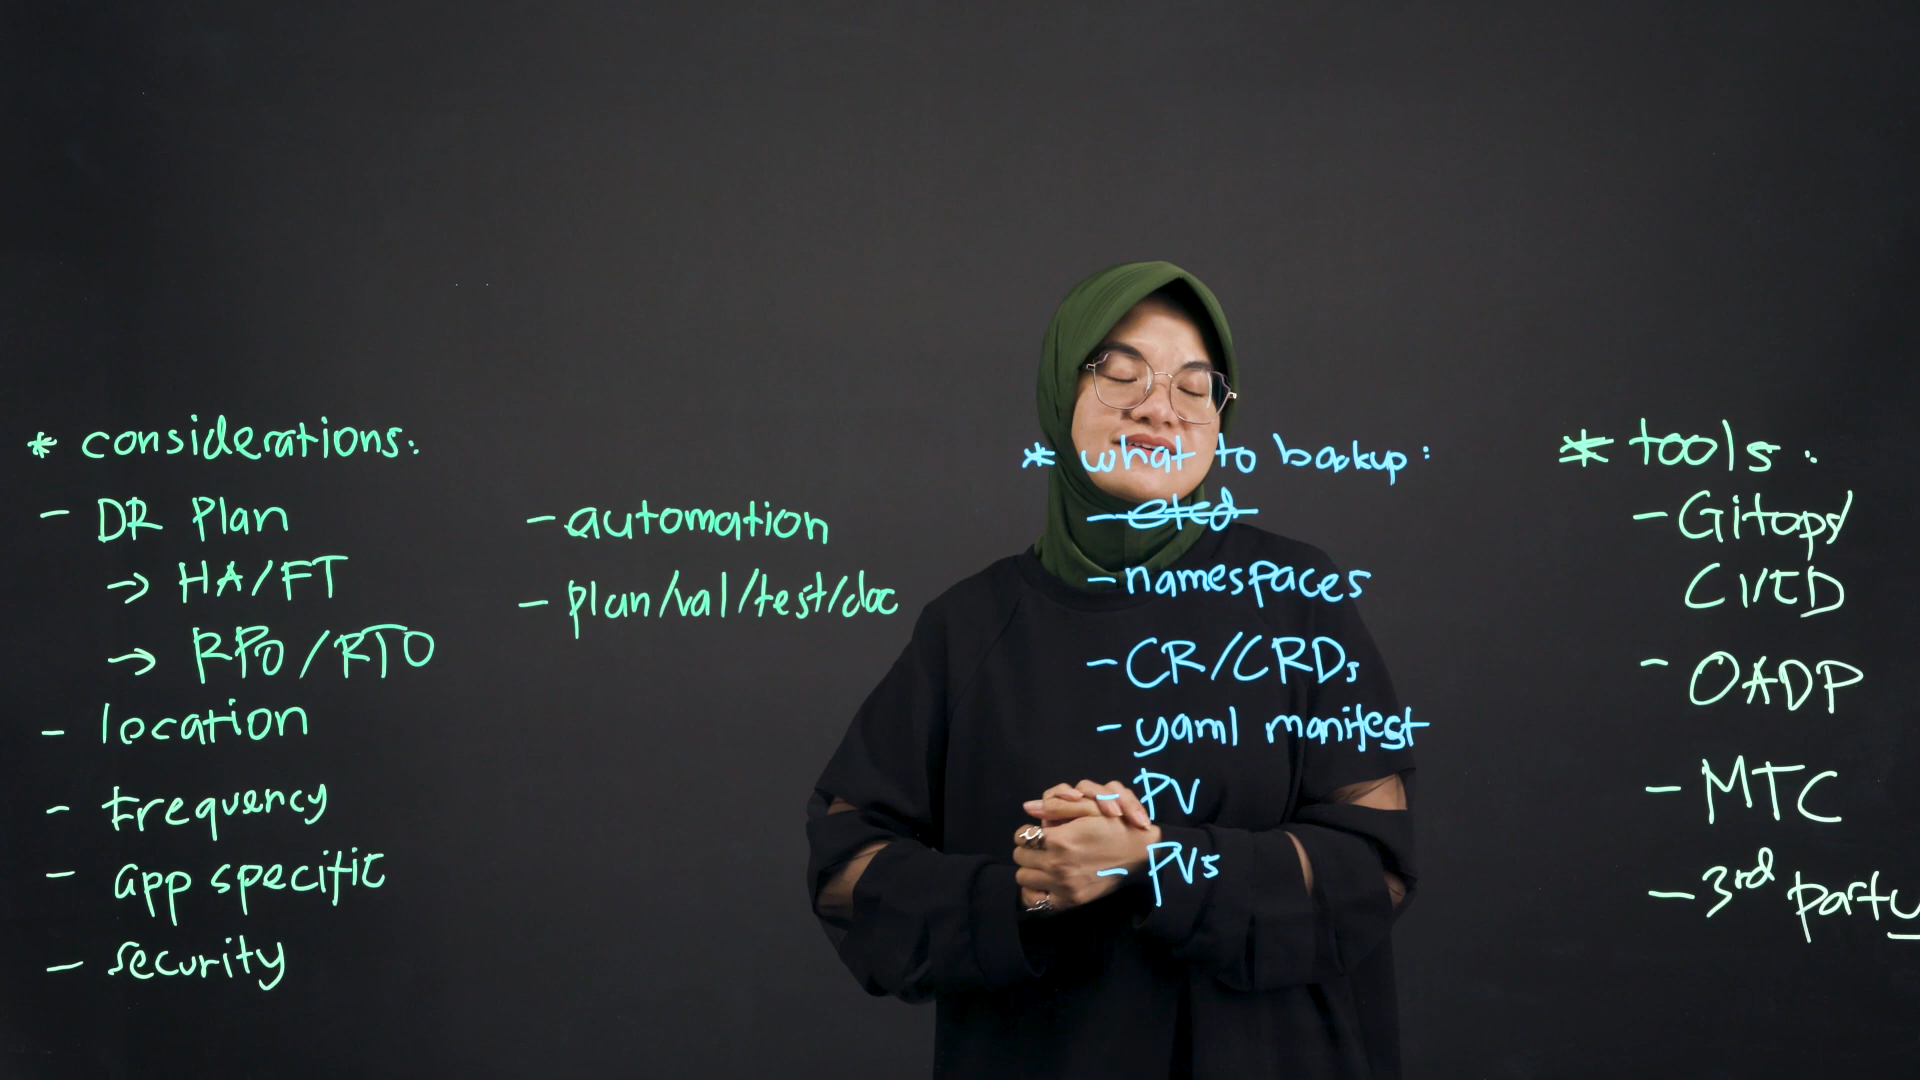 * considerations:
- DR Plan
→ HA/FT
→ RPO/RTO
- location
- frequency
- app specific
- security
- automation
- plan/val/test/doc
* what to backup:
- etcd
- namespaces
- CR/CRDs
- yaml manifest
- PV
- PVs
* tools:
- Gitops/
CI/CD
- OADP
- MTC
- 3rd party